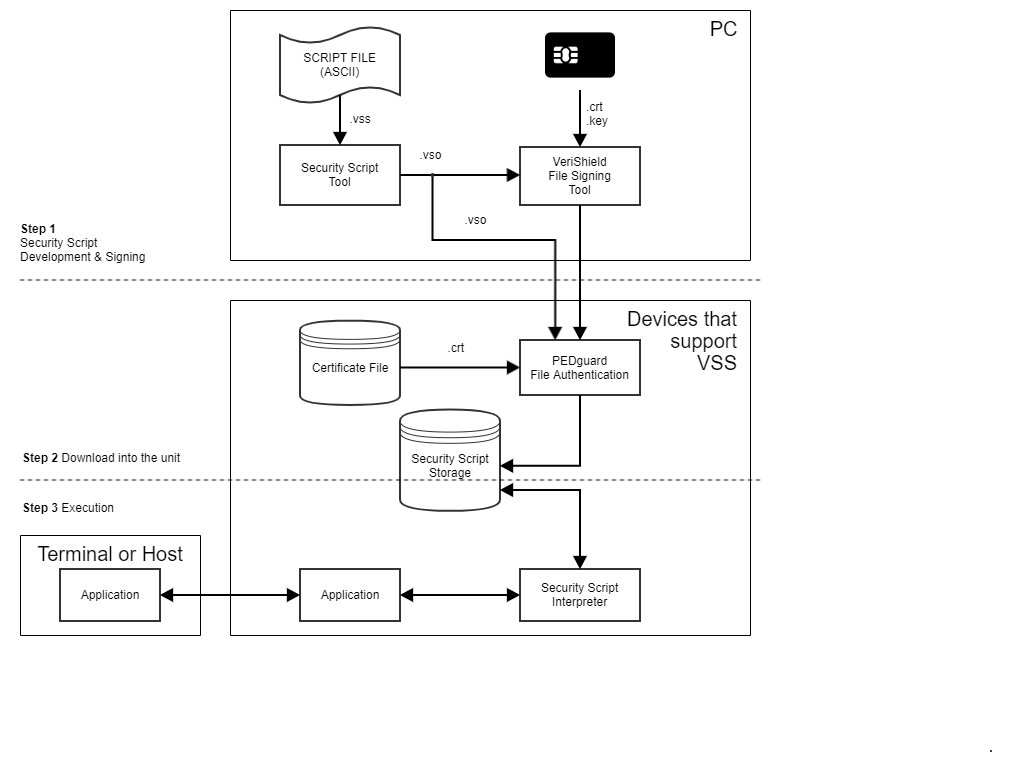 PC
SCRIPT FILE
(ASCII)
.vss
.crt
.key
Security Script
Tool
.vso
VeriShield
File Signing
Tool
.vso
Step 1
Security Script
Development & Signing
Devices that
support
VSS
Certificate File
.crt
PEDguard
File Authentication
Security Script
Storage
Step 2 Download into the unit
Step 3 Execution
Terminal or Host
Application
Application
Security Script
Interpreter
.